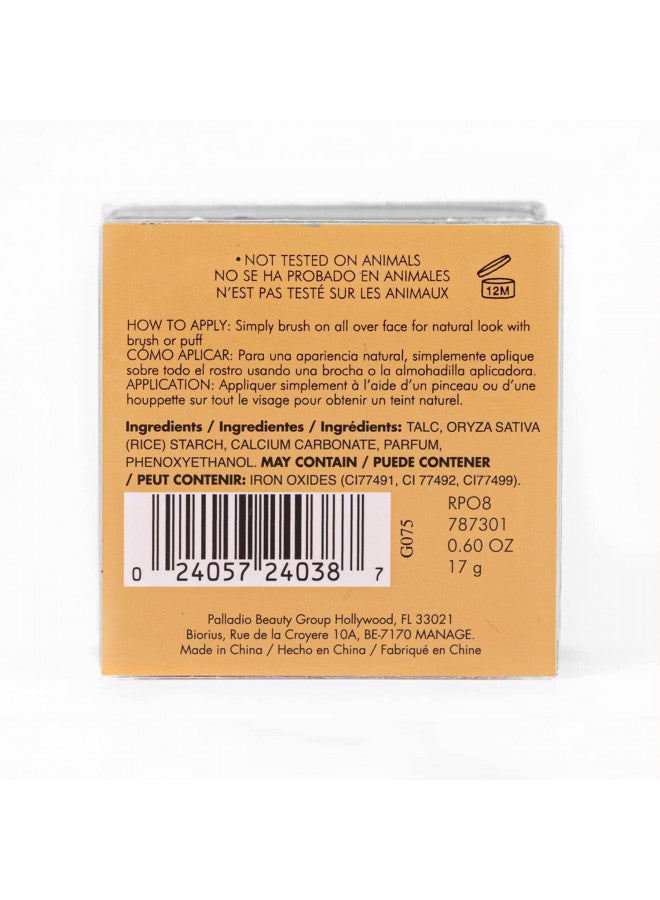 • NOT TESTED ON ANIMALS
NO SE HA PROBADO EN ANIMALES
N'EST PAS TESTÉ SUR LES ANIMAUX
12M
HOW TO APPLY: Simply brush on all over face for natural look with
brush or puff
CÓMO APLICAR: Para una apariencia natural, simplemente aplique
sobre todo el rostro usando una brocha o la almohadilla aplicadora.
APPLICATION: Appliquer simplement à l'aide d'un pinceau ou d'une
houppette sur tout le visage pour obtenir un teint naturel.
Ingredients / Ingredientes / Ingrédients: TALC, ORYZA SATIVA
(RICE) STARCH, CALCIUM CARBONATE, PARFUM,
PHENOXYETHANOL. MAY CONTAIN / PUEDE CONTENER
/ PEUT CONTENIR: IRON OXIDES (CI77491, CI 77492, CI77499).
0 24057 24038 7
G075
RPO8
787301
0.60 OZ
17 g
Palladio Beauty Group Hollywood, FL 33021
Biorius, Rue de la Croyere 10A, BE-7170 MANAGE.
Made in China / Hecho en China / Fabriqué en Chine